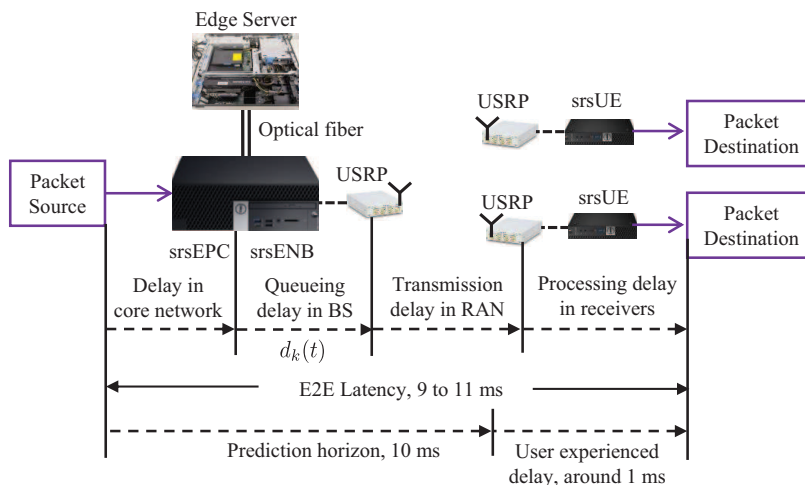 Edge Server
Optical fiber
USRP
srsUE
Packet
Destination
Packet
Source
USRP
USRP
srsUE
Packet
Destination
srsEPC
srsENB
Delay in
core network
Queueing
delay in BS
Transmission
delay in RAN
Processing delay
in receivers
d_k(t)
E2E Latency, 9 to 11 ms
Prediction horizon, 10 ms
User experienced
delay, around 1 ms